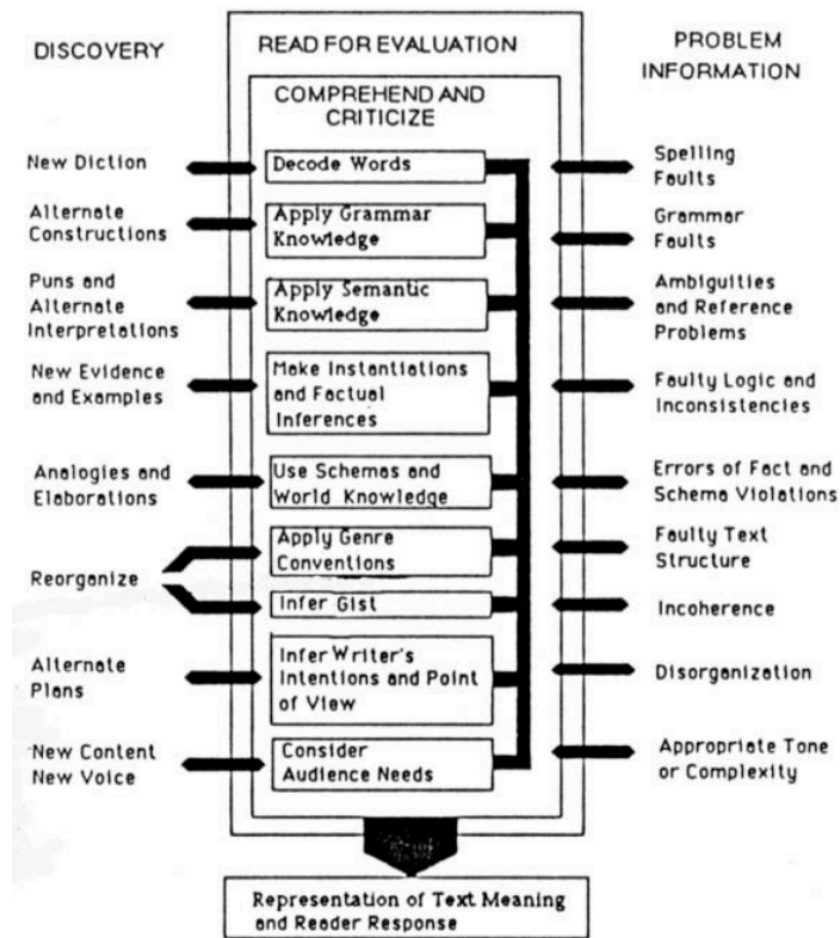 DISCOVERY
READ FOR EVALUATION
PROBLEM
INFORMATION
COMPREHEND AND
CRITICIZE
New Diction
Decode Words
Spelling
Faults
Alternate
Constructions
Apply Grammar
Knowledge
Grammar
Faults
Puns and
Alternate
Interpretations
Apply Semantic
Knowledge
Ambiguities
and Reference
Problems
New Evidence
and Examples
Make Instantiations
and Factual
Inferences
Faulty Logic and
Inconsistencies
Analogies and
Elaborations
Use Schemas and
World Knowledge
Errors of Fact and
Schema Violations
Reorganize
Apply Genre
Conventions
Faulty Text
Structure
Infer Gist
Incoherence
Alternate
Plans
Infer Writer's
Intentions and Point
of View
Disorganization
New Content
New Voice
Consider
Audience Needs
Appropriate Tone
or Complexity
Representation of Text Meaning
and Reader Response